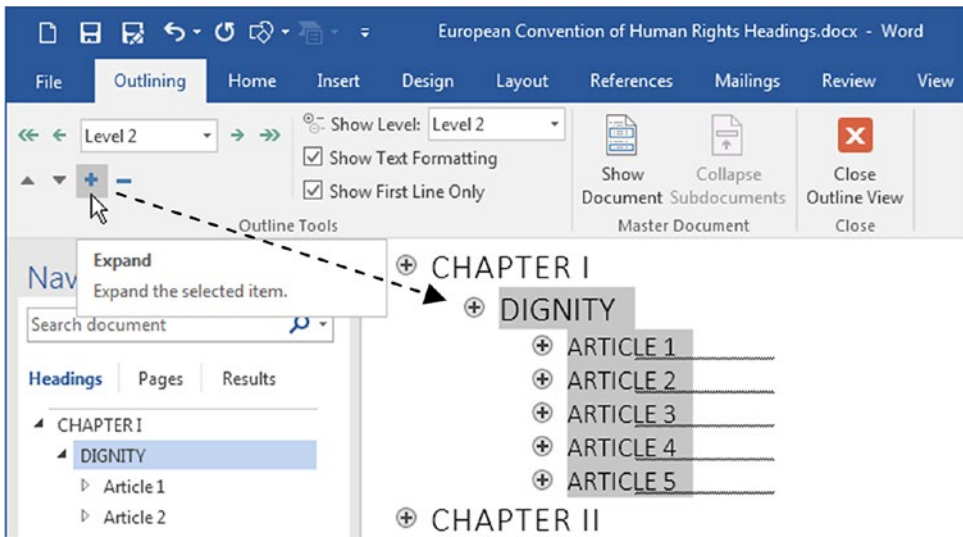 European Convention of Human Rights Headings.docx - Word
File Outlining Home Insert Design Layout References Mailings Review View
Level 2
Show Level: Level 2
Show Text Formatting
Show First Line Only
Outline Tools
Show Document
Collapse Subdocuments
Master Document
Close Outline View
Close
Expand
Expand the selected item.
Nav
Search document
Headings Pages Results
CHAPTER I
DIGNITY
Article 1
Article 2
CHAPTER I
DIGNITY
ARTICLE 1
ARTICLE 2
ARTICLE 3
ARTICLE 4
ARTICLE 5
CHAPTER II